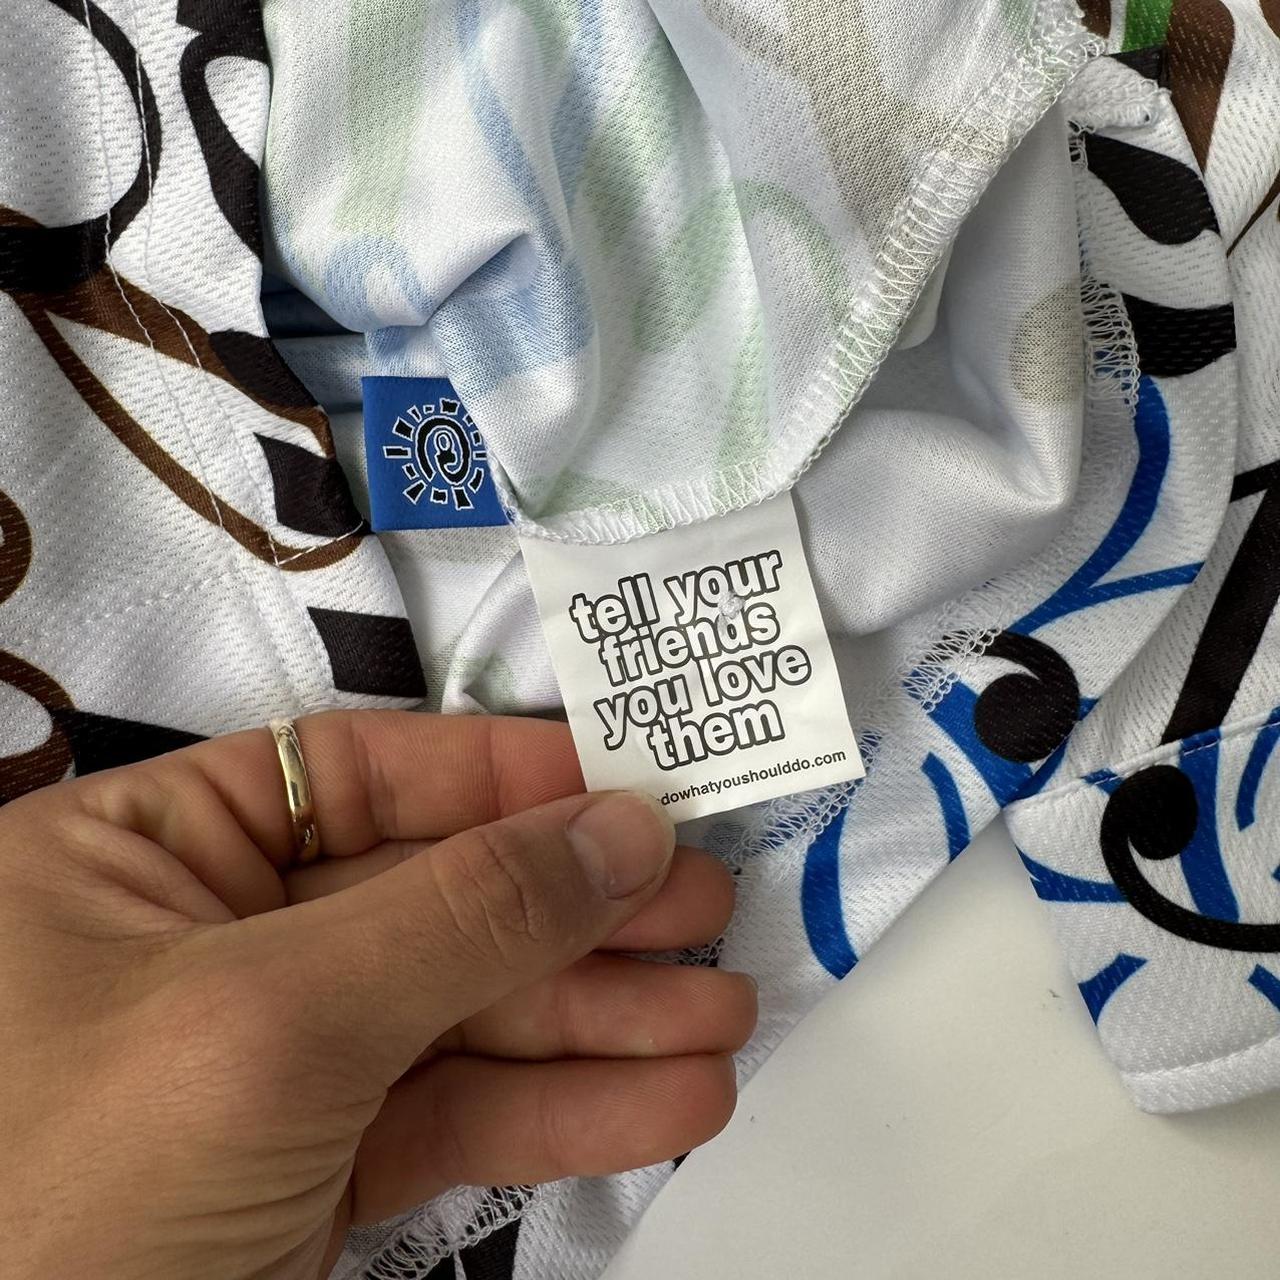 tell your
friends
you love
them
dowhatyoushoulddo.com